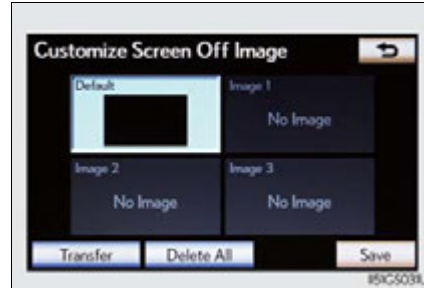 Customize Screen Off Image
Default
Image 1
No Image
Image 2
No Image
Image 3
No Image
Transfer
Delete All
Save